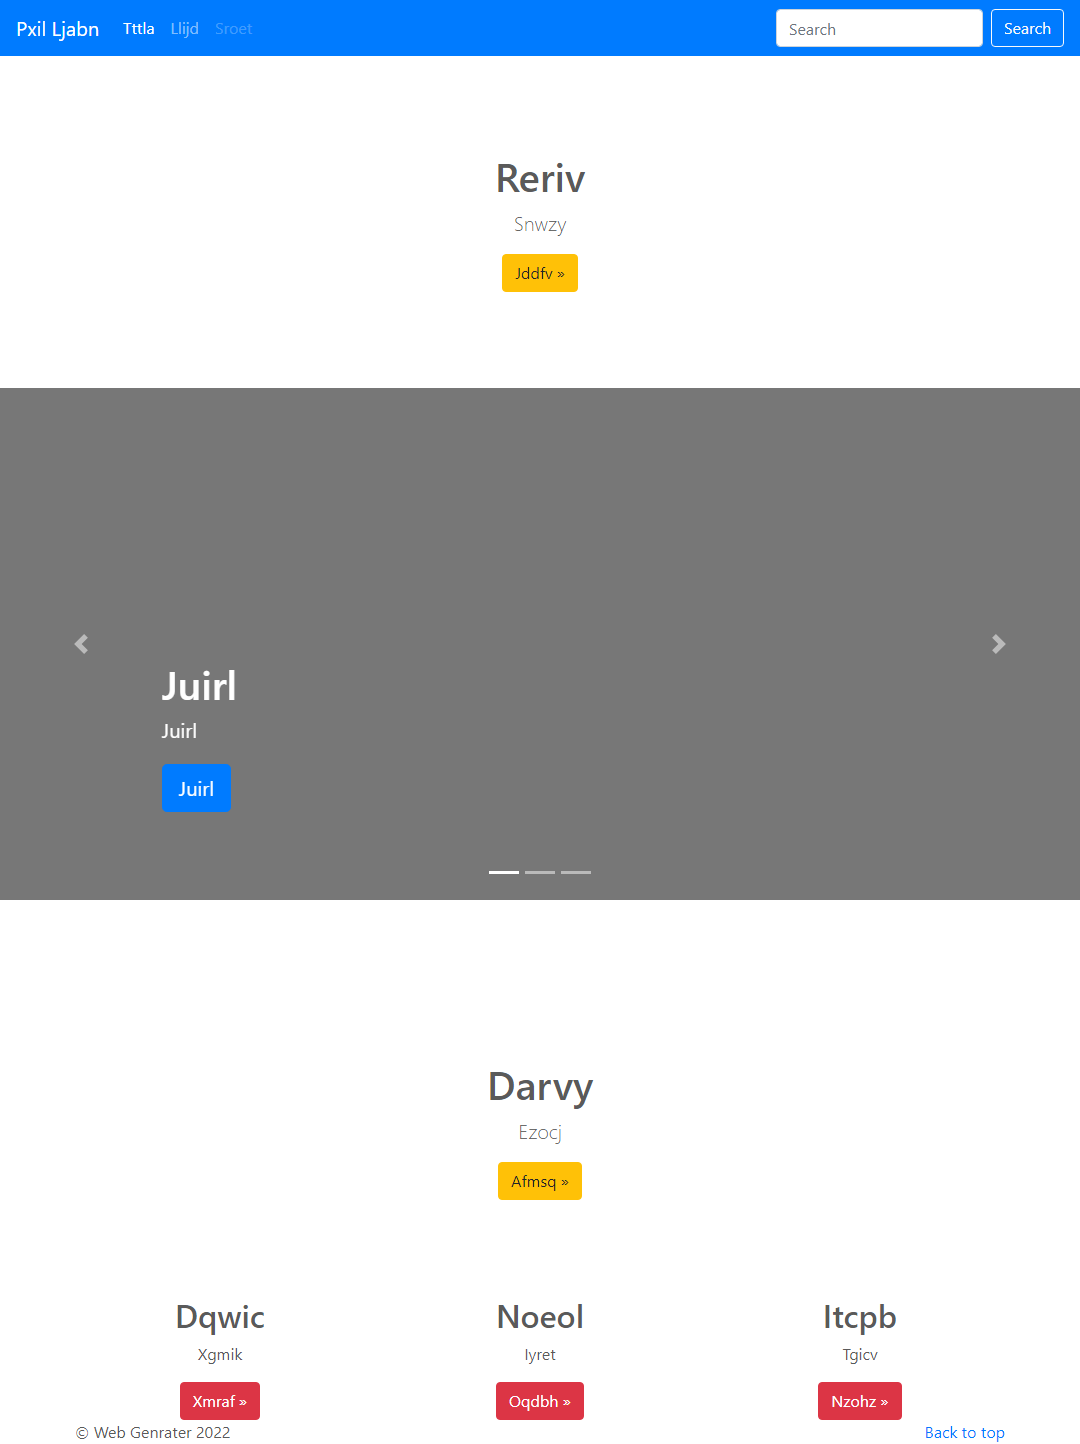 Pxil Ljabn Tttla Llijd Sroet Search Search
Reriv
Snwzy
Jddfv »
Juirl
Juirl
Juirl
Darvy
Ezocj
Afmsq »
Dqwic Noeol Itcpb
Xgmik Iyret Tgicv
Xmraf » Oqdbh » Nzohz »
© Web Genrater 2022 Back to top